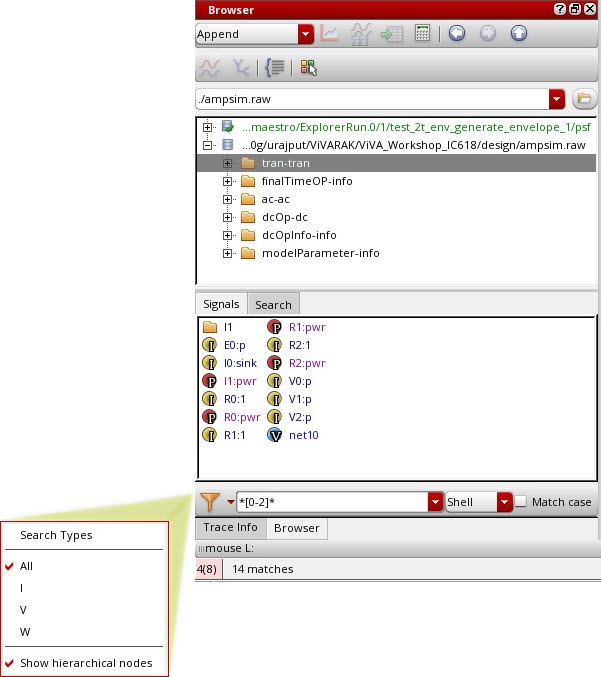 Browser
Append
./ampsim.raw
...maestro/ExplorerRun.0/1/test_2t_env_generate_envelope_1/psf
...0g/urajput/ViVARAK/ViVA_Workshop_IC618/design/ampsim.raw
tran-tran
finalTimeOP-info
ac-ac
dcOp-dc
dcOpInfo-info
modelParameter-info
Signals Search
I1 P R1:pwr
I E0:p I R2:1
I I0:sink P R2:pwr
P I1:pwr I V0:p
I R0:1 I V1:p
P R0:pwr I V2:p
I R1:1 V net10
*[0-2]* Shell Match case
Trace Info Browser
mouse L:
4(8) 14 matches
Search Types
All
I
V
W
Show hierarchical nodes